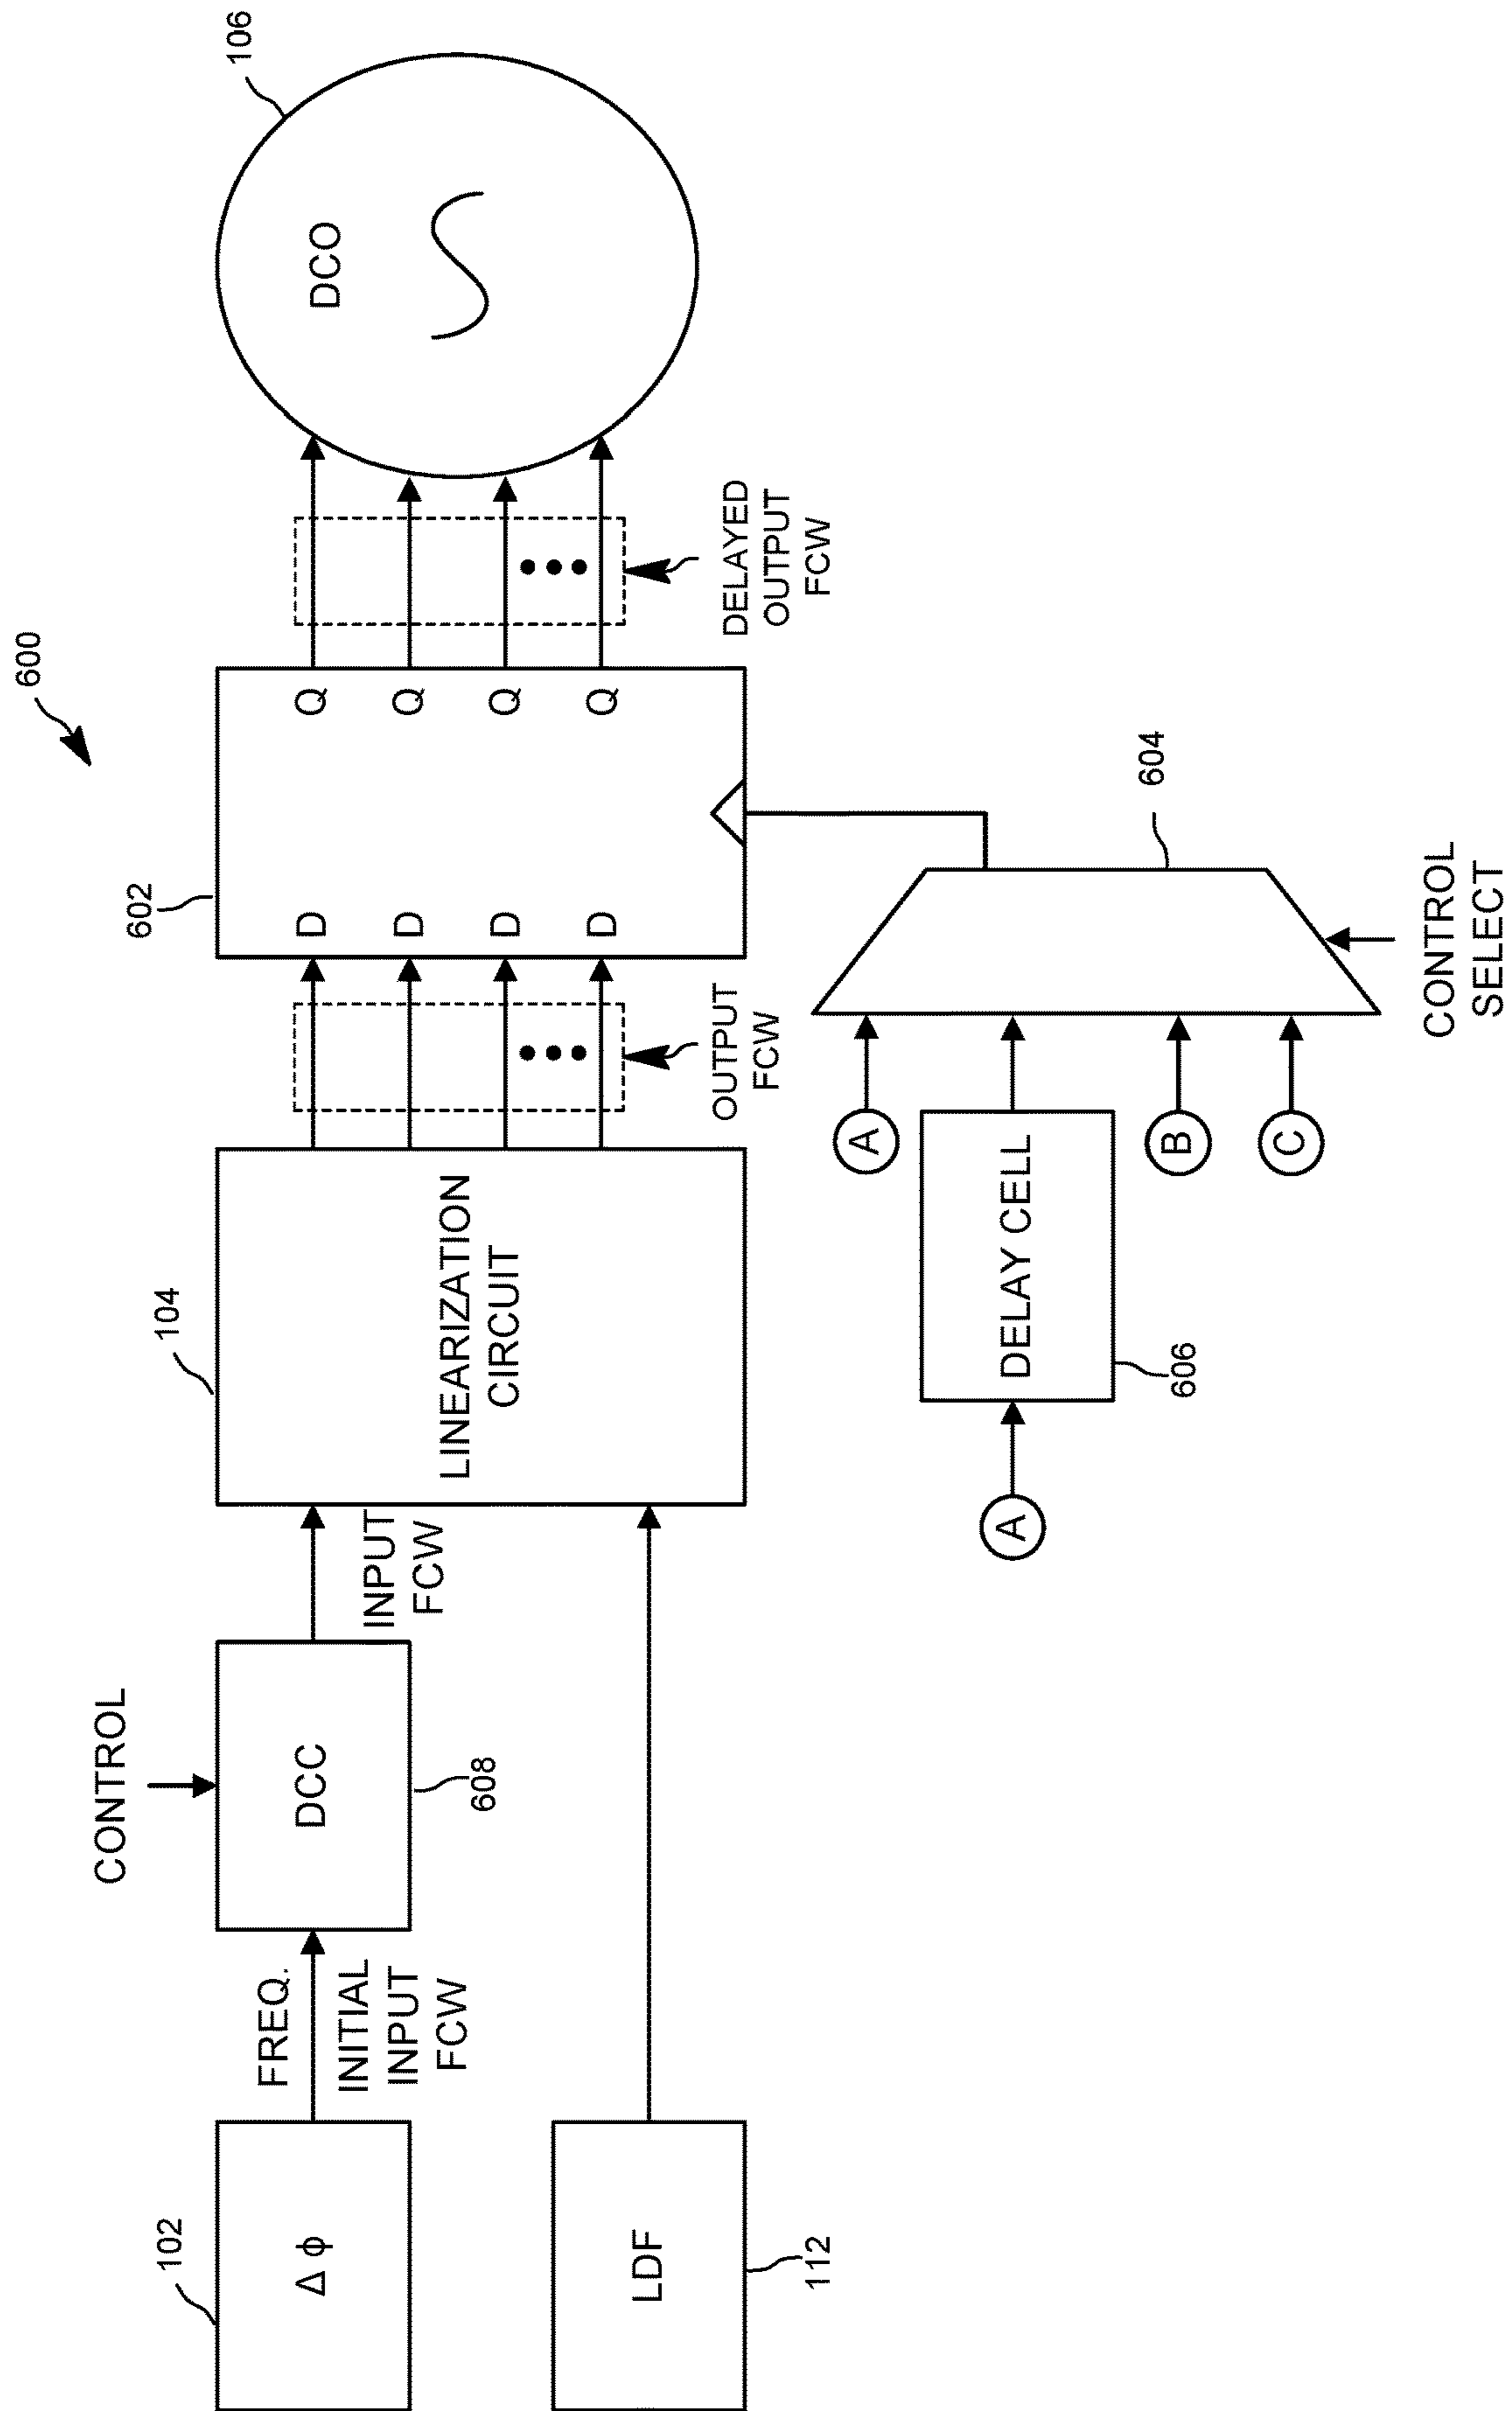 600
CONTROL
102
Δ ϕ
FREQ.
INITIAL
INPUT
FCW
DCC
608
INPUT
FCW
104
LINEARIZATION
CIRCUIT
OUTPUT
FCW
602
D Q
D Q
D Q
D Q
DELAYED
OUTPUT
FCW
106
DCO
LDF
112
A
DELAY CELL
606
A
B
C
604
CONTROL
SELECT